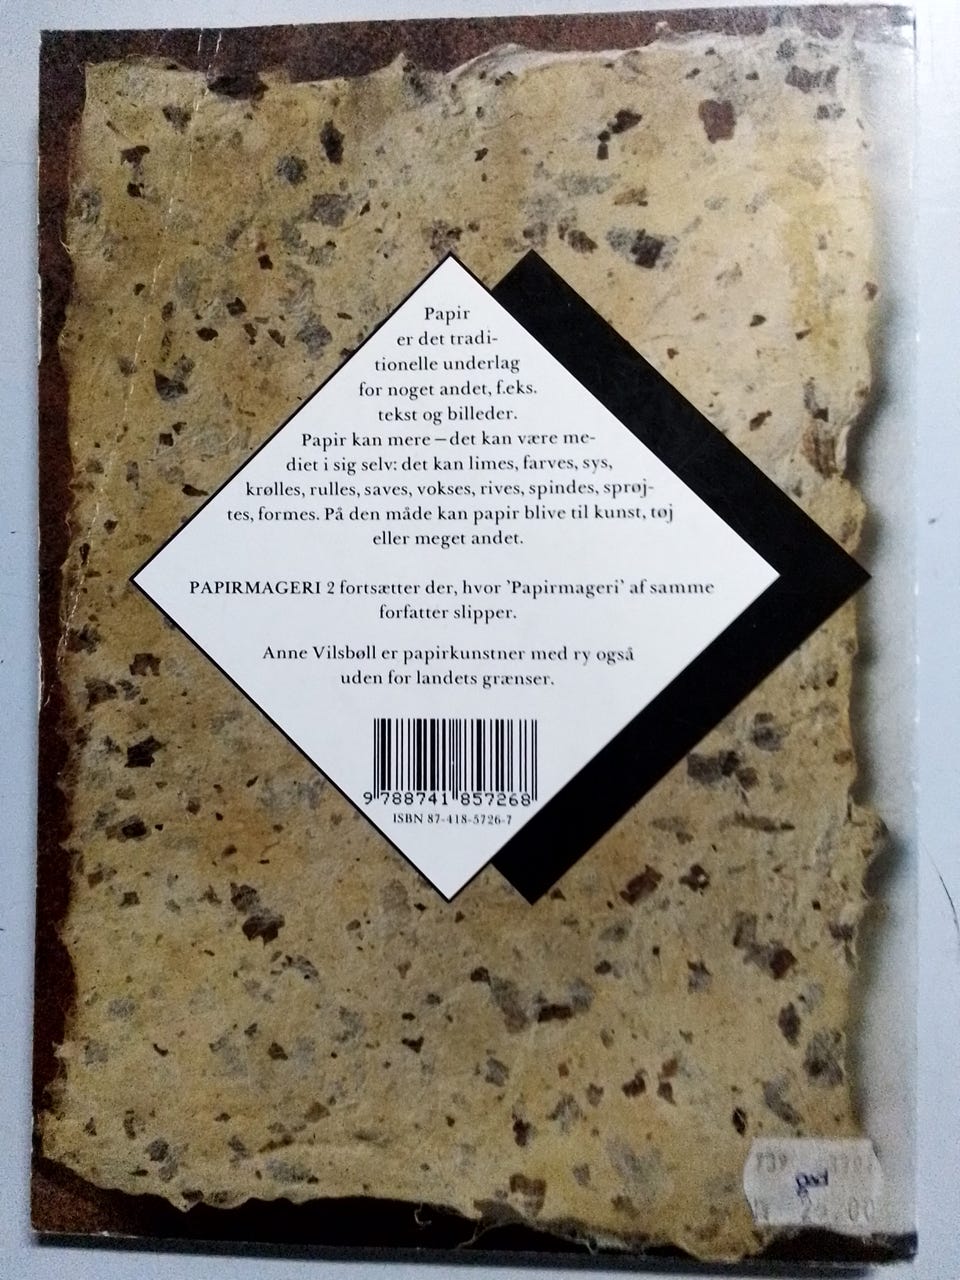 Papir
er det tradi-
tionelle underlag
for noget andet, f.eks.
tekst og billeder.
Papir kan mere – det kan være me-
diet i sig selv: det kan limes, farves, sys,
krølles, rulles, saves, vokses, rives, spindes, sprøj-
tes, formes. På den måde kan papir blive til kunst, tøj
eller meget andet.
PAPIRMAGERI 2 fortsætter der, hvor 'Papirmageri' af samme
forfatter slipper.
Anne Vilsbøll er papirkunstner med ry også
uden for landets grænser.
9 788741 857268
ISBN 87-418-5726-7
739